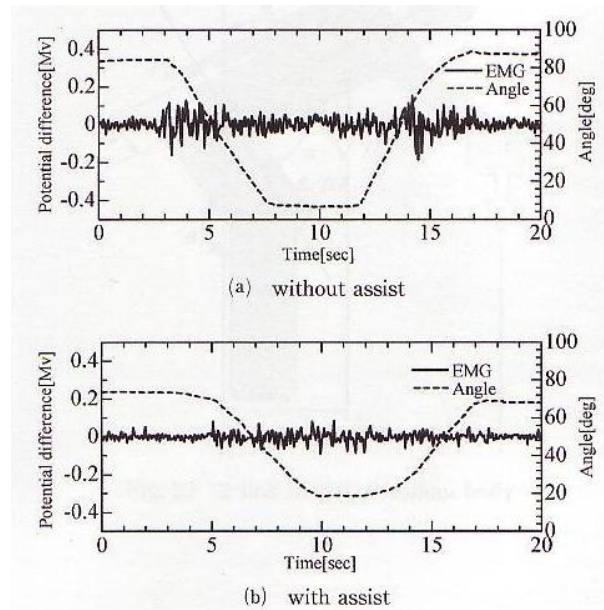 100
0.4
80
EMG
0.2
Angle
60
0
40
-0.2
20
-0.4
0
0
5
10
15
20
Potential difference[Mv]
Angle[deg]
Time[sec]
(a) without assist
100
0.4
80
EMG
0.2
Angle
60
0
40
-0.2
20
-0.4
0
0
5
10
15
20
Potential difference[Mv]
Angle[deg]
Time[sec]
(b) with assist